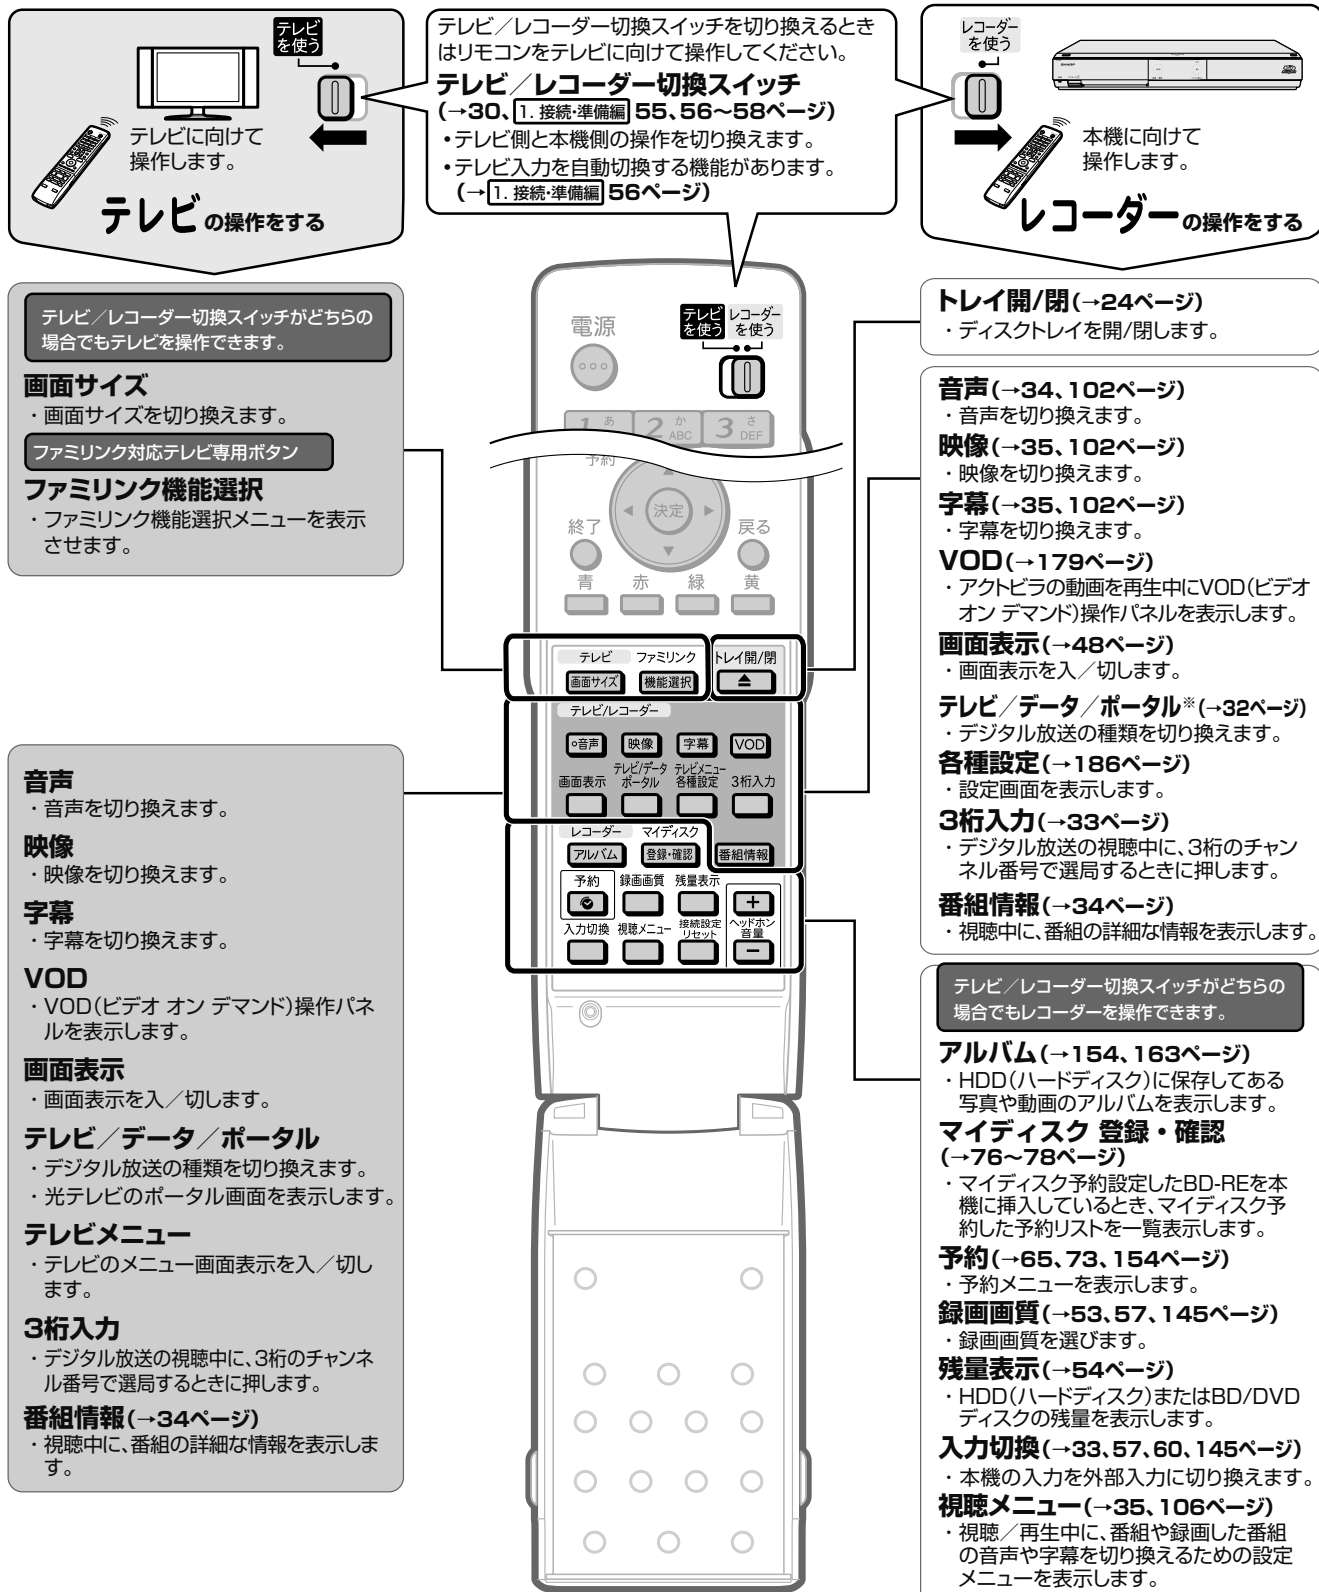 テレビ
を使う
テレビに向けて
操作します。
テレビの操作をする
テレビ／レコーダー切換スイッチを切り換えるとき
はリモコンをテレビに向けて操作してください。
テレビ／レコーダー切換スイッチ
(→30、1. 接続・準備編 55、56〜58ページ)
・テレビ側と本機側の操作を切り換えます。
・テレビ入力を自動切換する機能があります。
(→1. 接続・準備編 56ページ)
レコーダー
を使う
SHARP
本機に向けて
操作します。
レコーダーの操作をする
テレビ／レコーダー切換スイッチがどちらの
場合でもテレビを操作できます。
画面サイズ
・画面サイズを切り換えます。
ファミリンク対応テレビ専用ボタン
ファミリンク機能選択
・ファミリンク機能選択メニューを表示
させます。
音声
・音声を切り換えます。
映像
・映像を切り換えます。
字幕
・字幕を切り換えます。
VOD
・VOD(ビデオ オン デマンド)操作パネ
ルを表示します。
画面表示
・画面表示を入／切します。
テレビ／データ／ポータル
・デジタル放送の種類を切り換えます。
・光テレビのポータル画面を表示します。
テレビメニュー
・テレビのメニュー画面表示を入／切し
ます。
3桁入力
・デジタル放送の視聴中に、3桁のチャンネ
ル番号で選局するときに押します。
番組情報(→34ページ)
・視聴中に、番組の詳細な情報を表示しま
す。
電源
テレビ
を使う
レコーダー
を使う
1 あ
2 か ABC
3 さ DEF
予約
決定
終了
戻る
青 赤 緑 黄
テレビ ファミリンク トレイ開/閉
画面サイズ 機能選択
テレビ/レコーダー
音声 映像 字幕 VOD
画面表示 テレビ/データ ポータル テレビメニュー 各種設定 3桁入力
レコーダー マイディスク
アルバム 登録・確認 番組情報
予約 録画画質 残量表示
+
入力切換 視聴メニュー 接続設定 リセット ヘッドホン 音量
−
トレイ開/閉(→24ページ)
・ディスクトレイを開/閉します。
音声(→34、102ページ)
・音声を切り換えます。
映像(→35、102ページ)
・映像を切り換えます。
字幕(→35、102ページ)
・字幕を切り換えます。
VOD(→179ページ)
・アクトビラの動画を再生中にVOD(ビデオ
オン デマンド)操作パネルを表示します。
画面表示(→48ページ)
・画面表示を入／切します。
テレビ／データ／ポータル※(→32ページ)
・デジタル放送の種類を切り換えます。
各種設定(→186ページ)
・設定画面を表示します。
3桁入力(→33ページ)
・デジタル放送の視聴中に、3桁のチャン
ネル番号で選局するときに押します。
番組情報(→34ページ)
・視聴中に、番組の詳細な情報を表示します。
テレビ／レコーダー切換スイッチがどちらの
場合でもレコーダーを操作できます。
アルバム(→154、163ページ)
・HDD(ハードディスク)に保存してある
写真や動画のアルバムを表示します。
マイディスク 登録・確認
(→76〜78ページ)
・マイディスク予約設定したBD-REを本
機に挿入しているとき、マイディスク予
約した予約リストを一覧表示します。
予約(→65、73、154ページ)
・予約メニューを表示します。
録画画質(→53、57、145ページ)
・録画画質を選びます。
残量表示(→54ページ)
・HDD(ハードディスク)またはBD/DVD
ディスクの残量を表示します。
入力切換(→33、57、60、145ページ)
・本機の入力を外部入力に切り換えます。
視聴メニュー(→35、106ページ)
・視聴／再生中に、番組や録画した番組
の音声や字幕を切り換えるための設定
メニューを表示します。